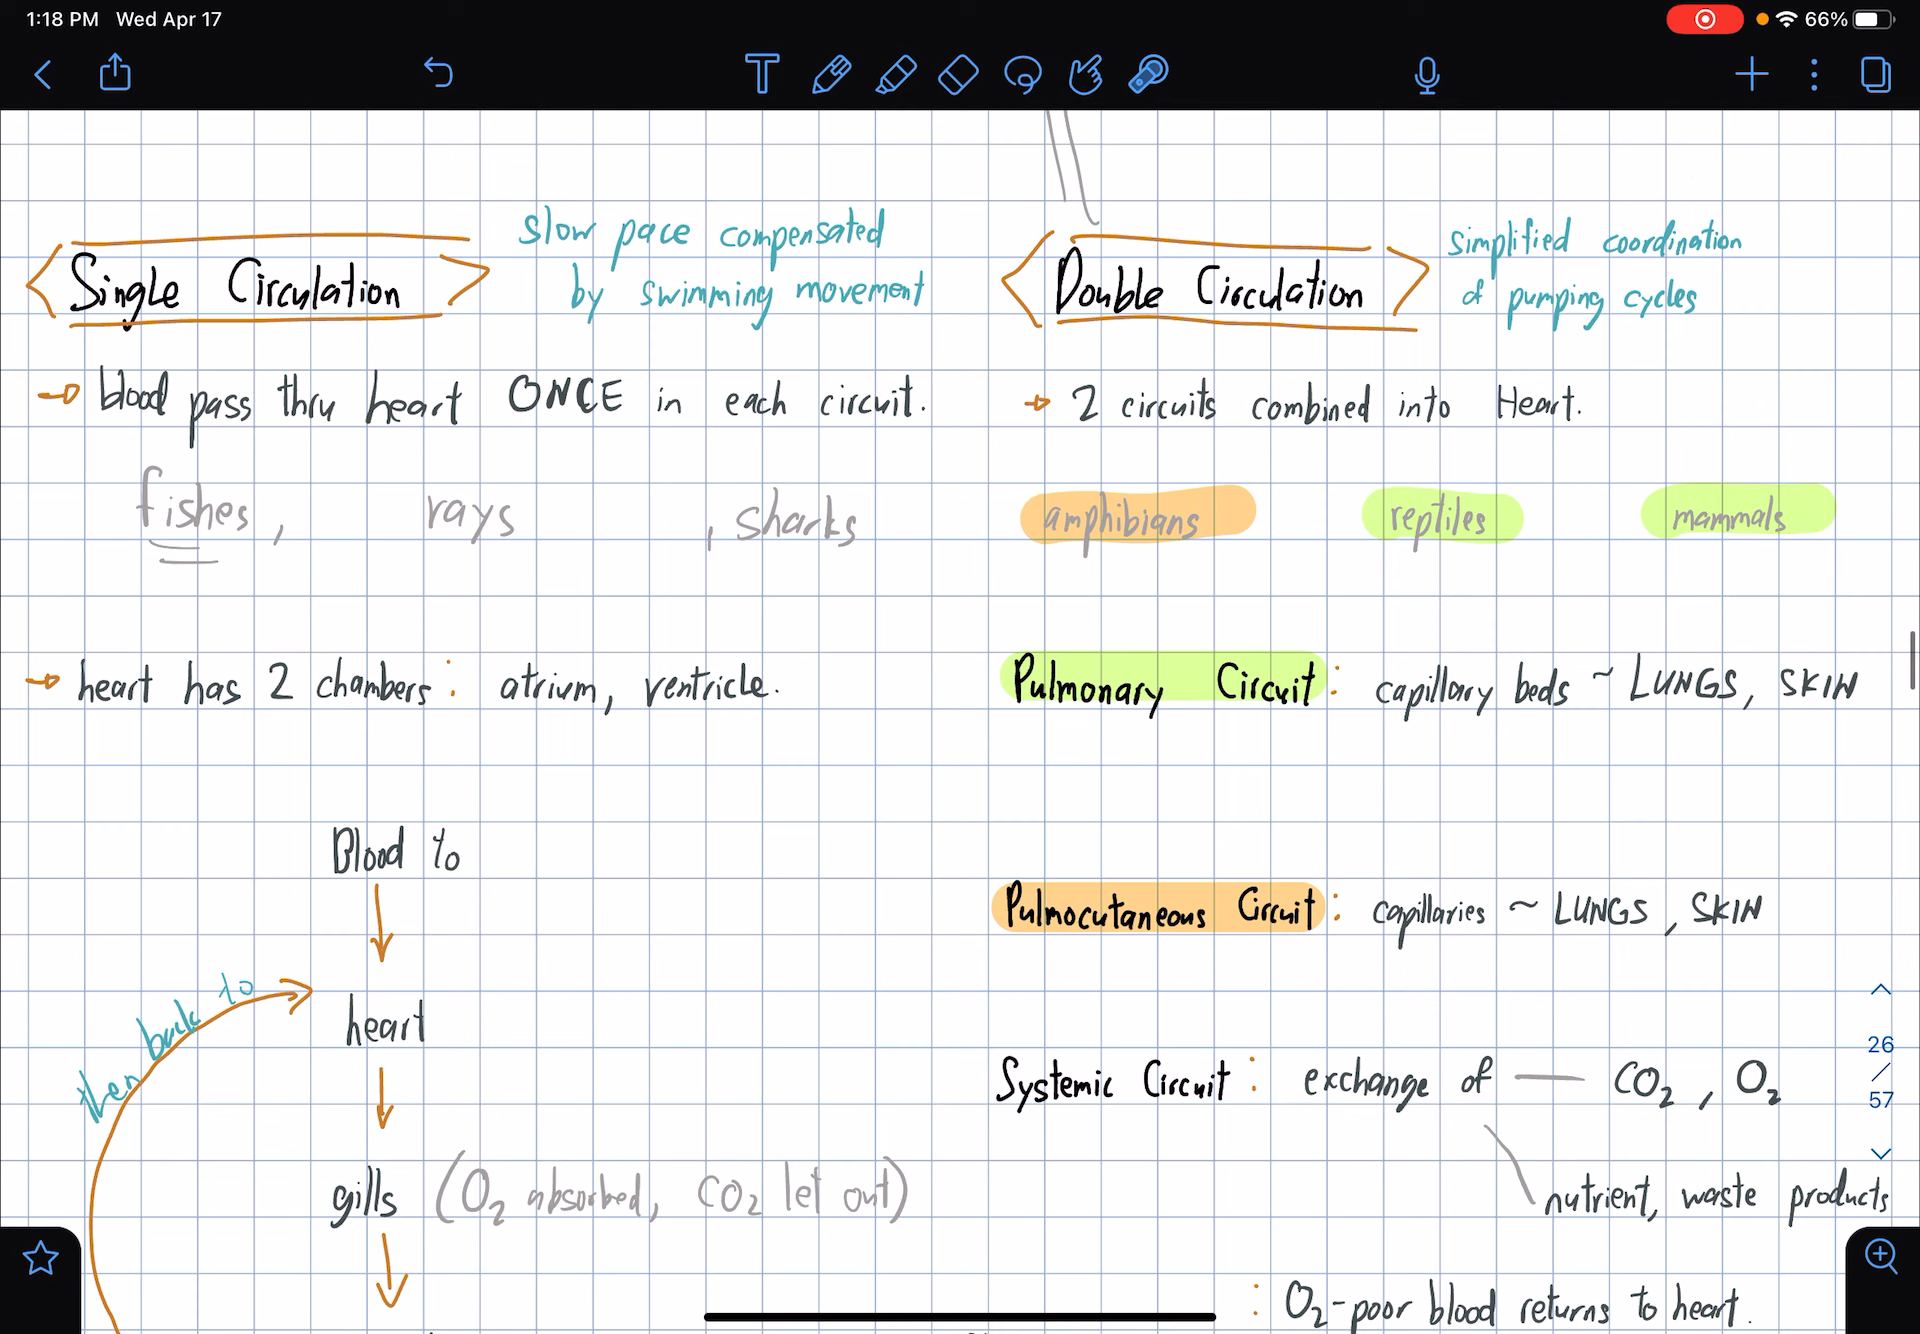 1:18 PM Wed Apr 17
66%
T
Single Circulation
slow pace compensated
by swimming movement
→ blood pass thru heart ONCE in each circuit.
fishes, rays, sharks
→ heart has 2 chambers: atrium, ventricle.
Blood to
heart
then back to
gills (O₂ absorbed, CO₂ let out)
Double Circulation
simplified coordination
of pumping cycles
→ 2 circuits combined into Heart.
amphibians reptiles mammals
Pulmonary Circuit: capillary beds ~ LUNGS, SKIN
Pulmocutaneous Circuit: capillaries ~ LUNGS, SKIN
Systemic Circuit: exchange of — CO₂, O₂
nutrient, waste products
: O₂-poor blood returns to heart.
26
/
57